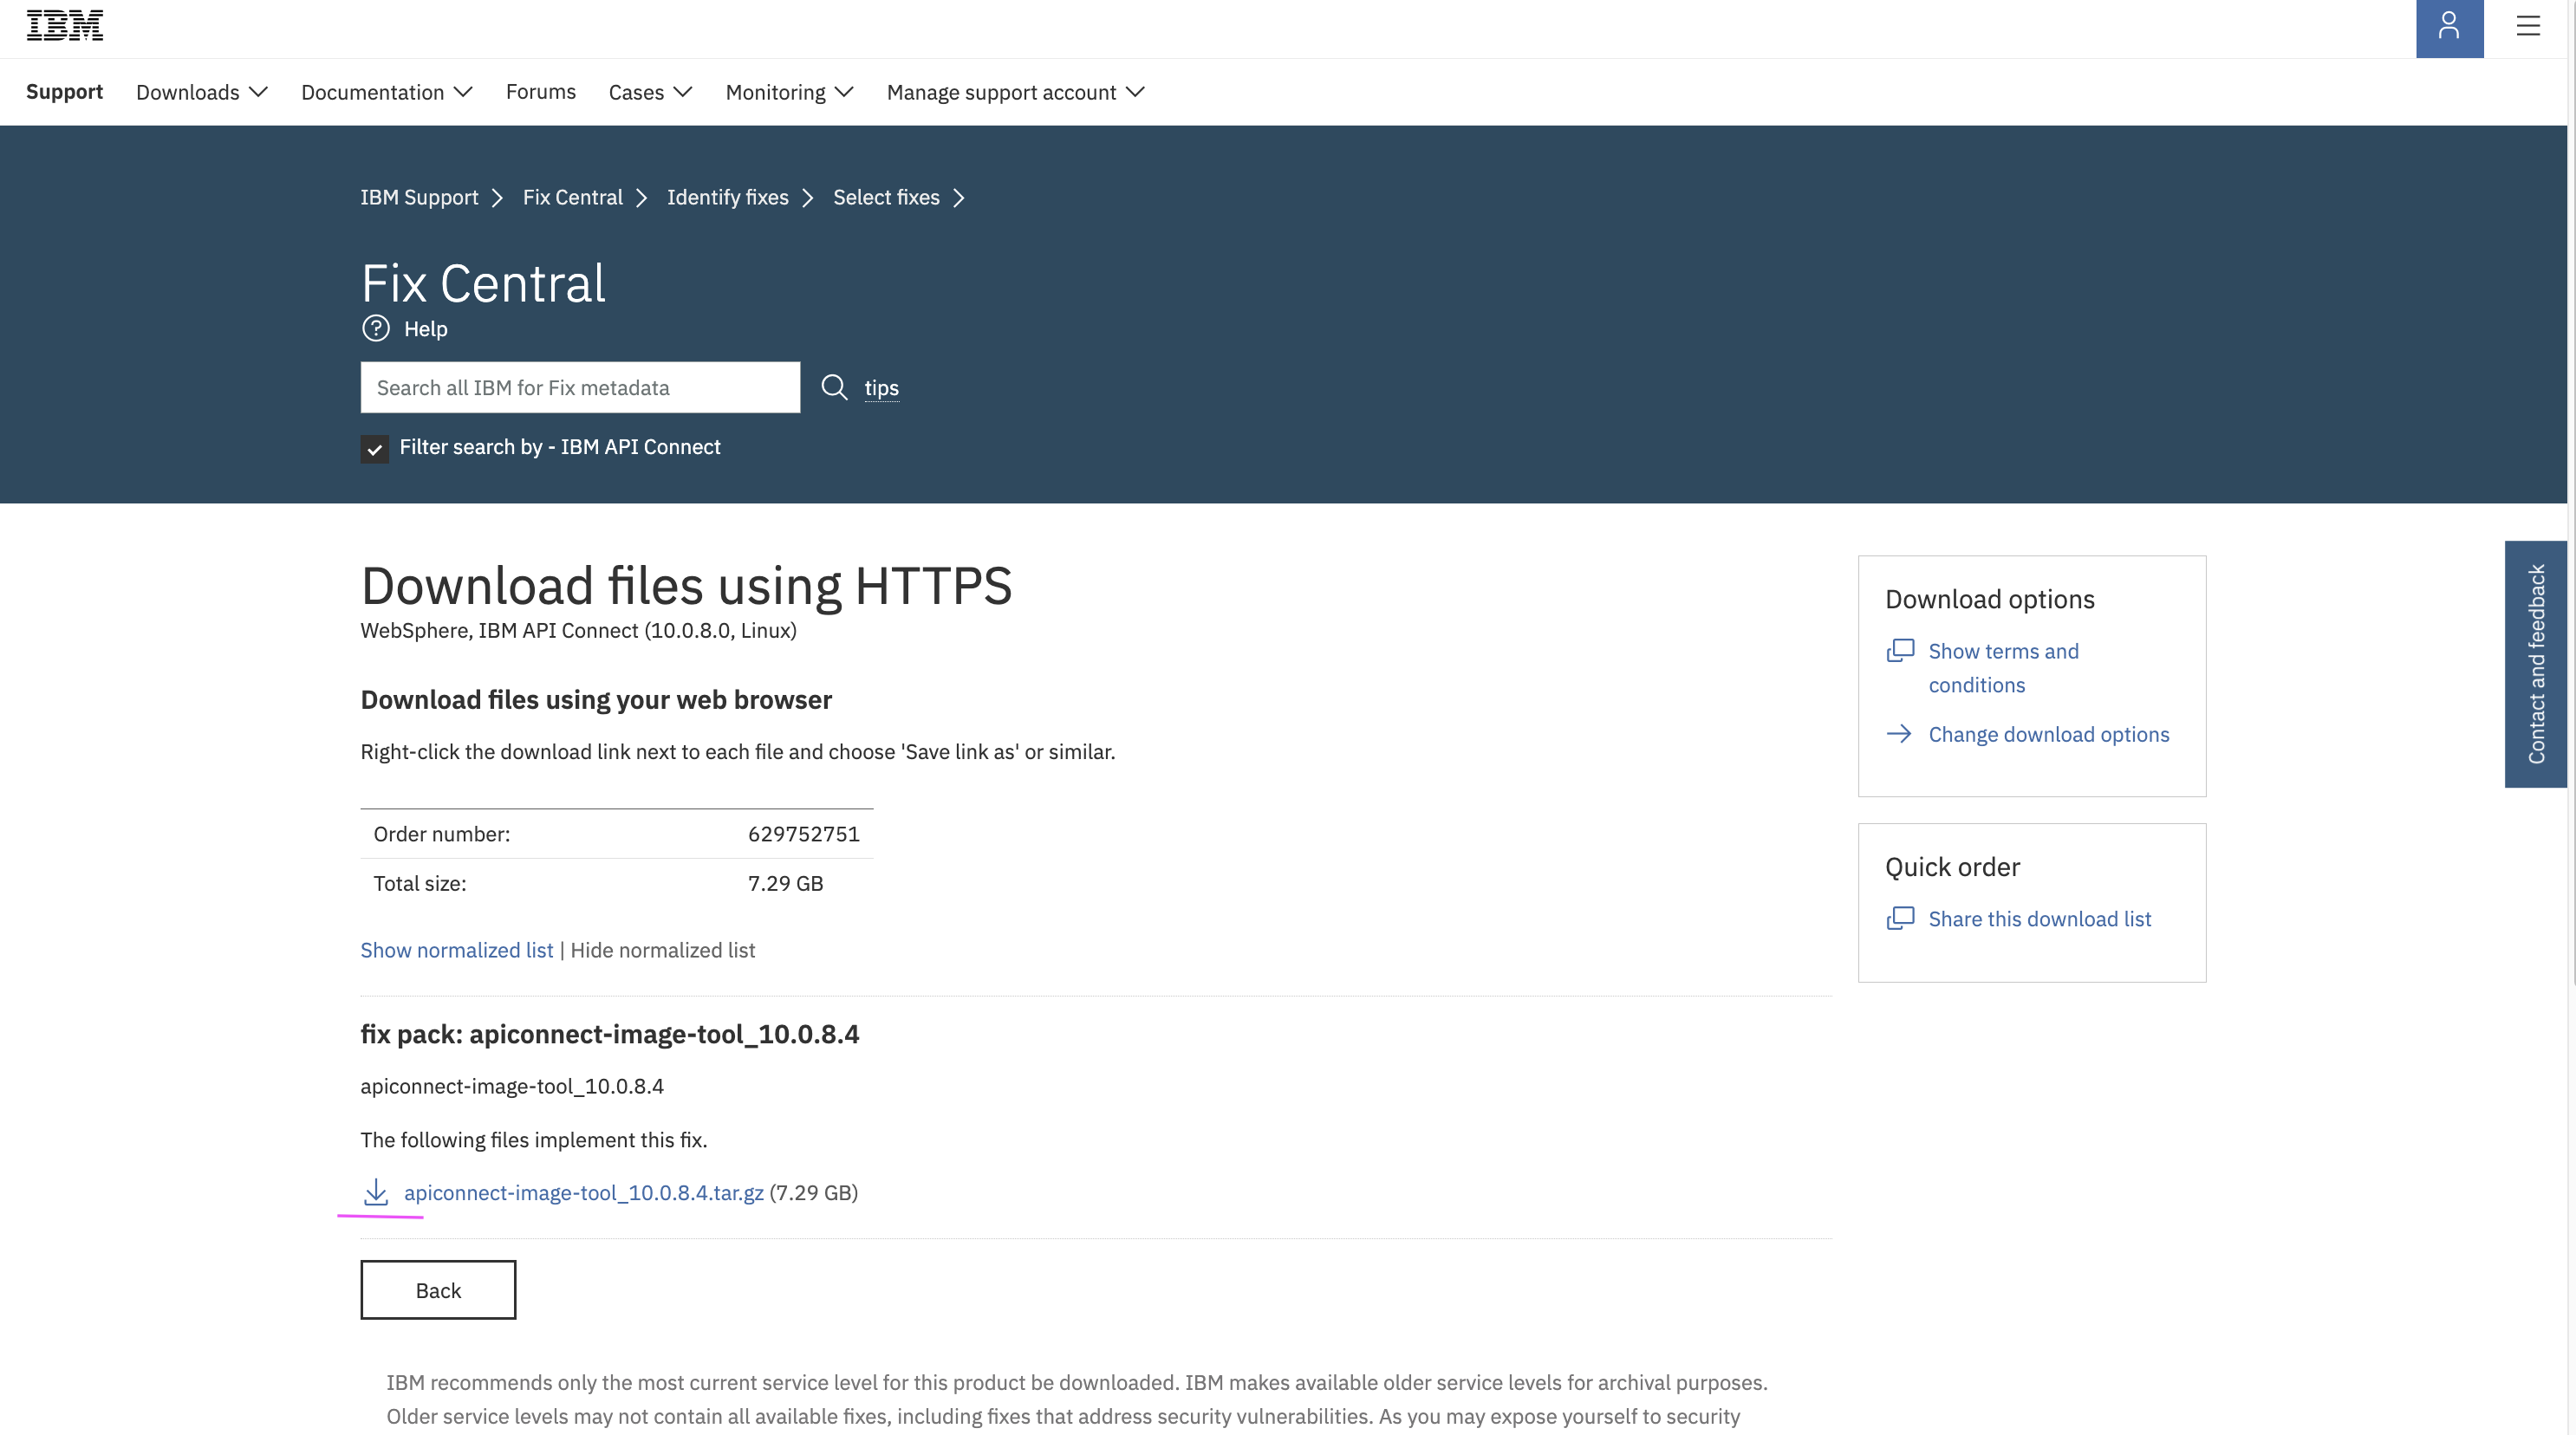 IBM
Support Downloads Documentation Forums Cases Monitoring Manage support account
IBM Support Fix Central Identify fixes Select fixes
Fix Central
Help
Search all IBM for Fix metadata tips
Filter search by - IBM API Connect
Download files using HTTPS
WebSphere, IBM API Connect (10.0.8.0, Linux)
Download files using your web browser
Right-click the download link next to each file and choose 'Save link as' or similar.
Order number: 629752751
Total size: 7.29 GB
Show normalized list | Hide normalized list
fix pack: apiconnect-image-tool_10.0.8.4
apiconnect-image-tool_10.0.8.4
The following files implement this fix.
apiconnect-image-tool_10.0.8.4.tar.gz (7.29 GB)
Back
IBM recommends only the most current service level for this product be downloaded. IBM makes available older service levels for archival purposes.
Older service levels may not contain all available fixes, including fixes that address security vulnerabilities. As you may expose yourself to security
Download options
Show terms and
conditions
Change download options
Quick order
Share this download list
Contact and feedback